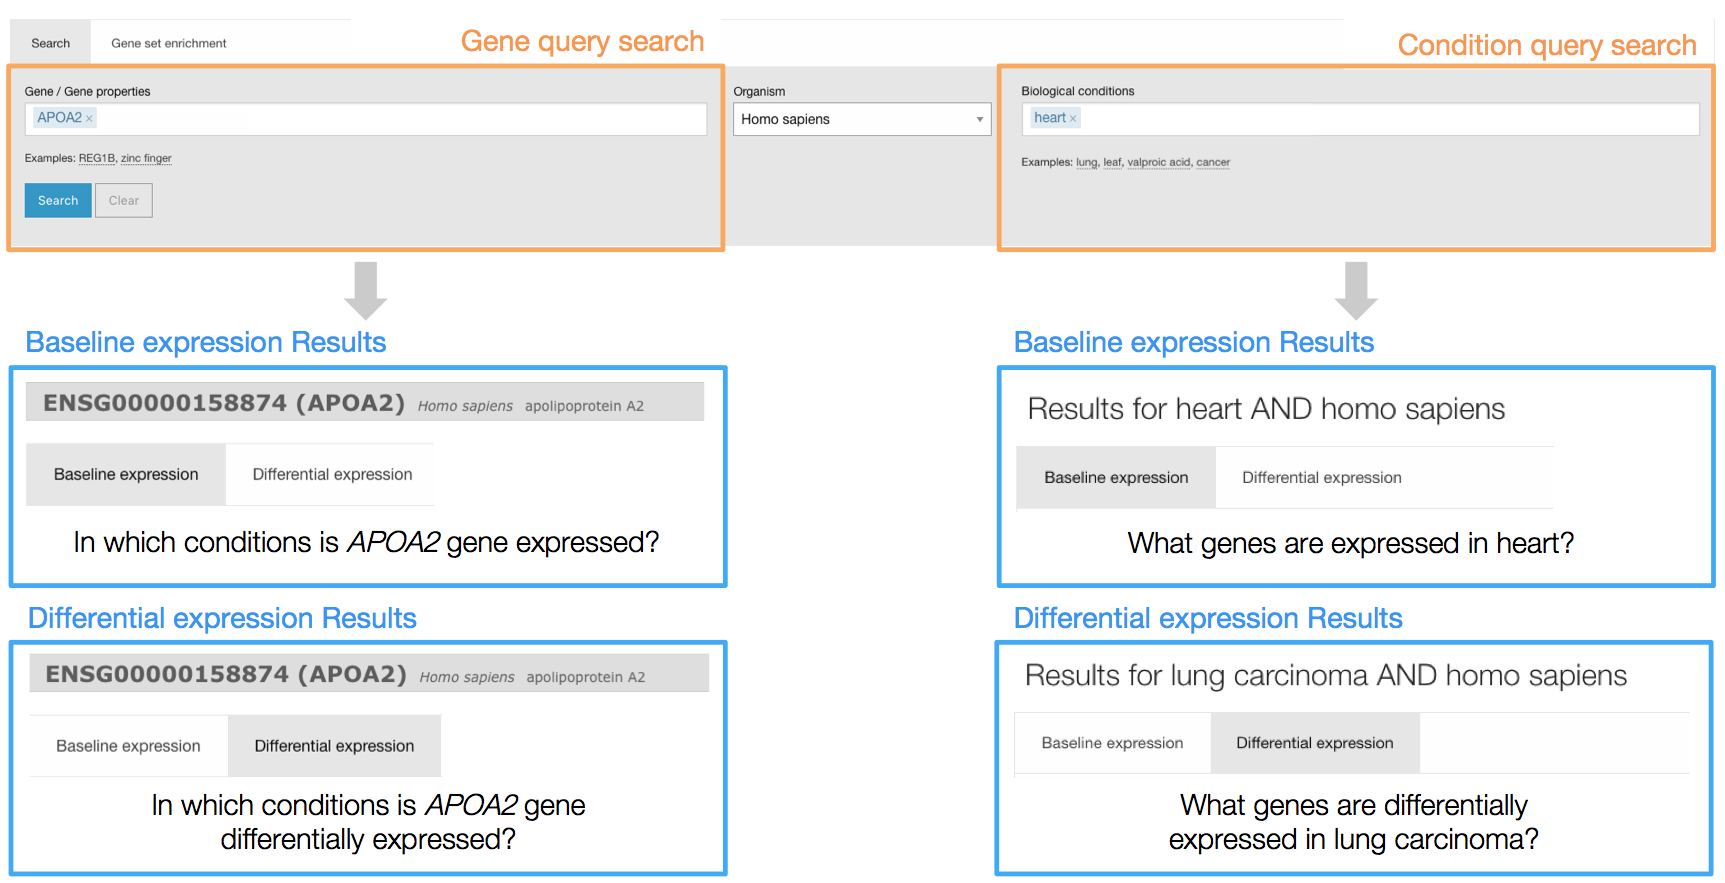 Search
Gene set enrichment
Gene query search
Condition query search
Gene / Gene properties
APOA2 ×
Examples: REG1B, zinc finger
Search
Clear
Organism
Homo sapiens
Biological conditions
heart ×
Examples: lung, leaf, valproic acid, cancer
Baseline expression Results
ENSG00000158874 (APOA2) Homo sapiens apolipoprotein A2
Baseline expression
Differential expression
In which conditions is APOA2 gene expressed?
Baseline expression Results
Results for heart AND homo sapiens
Baseline expression
Differential expression
What genes are expressed in heart?
Differential expression Results
ENSG00000158874 (APOA2) Homo sapiens apolipoprotein A2
Baseline expression
Differential expression
In which conditions is APOA2 gene
differentially expressed?
Differential expression Results
Results for lung carcinoma AND homo sapiens
Baseline expression
Differential expression
What genes are differentially
expressed in lung carcinoma?